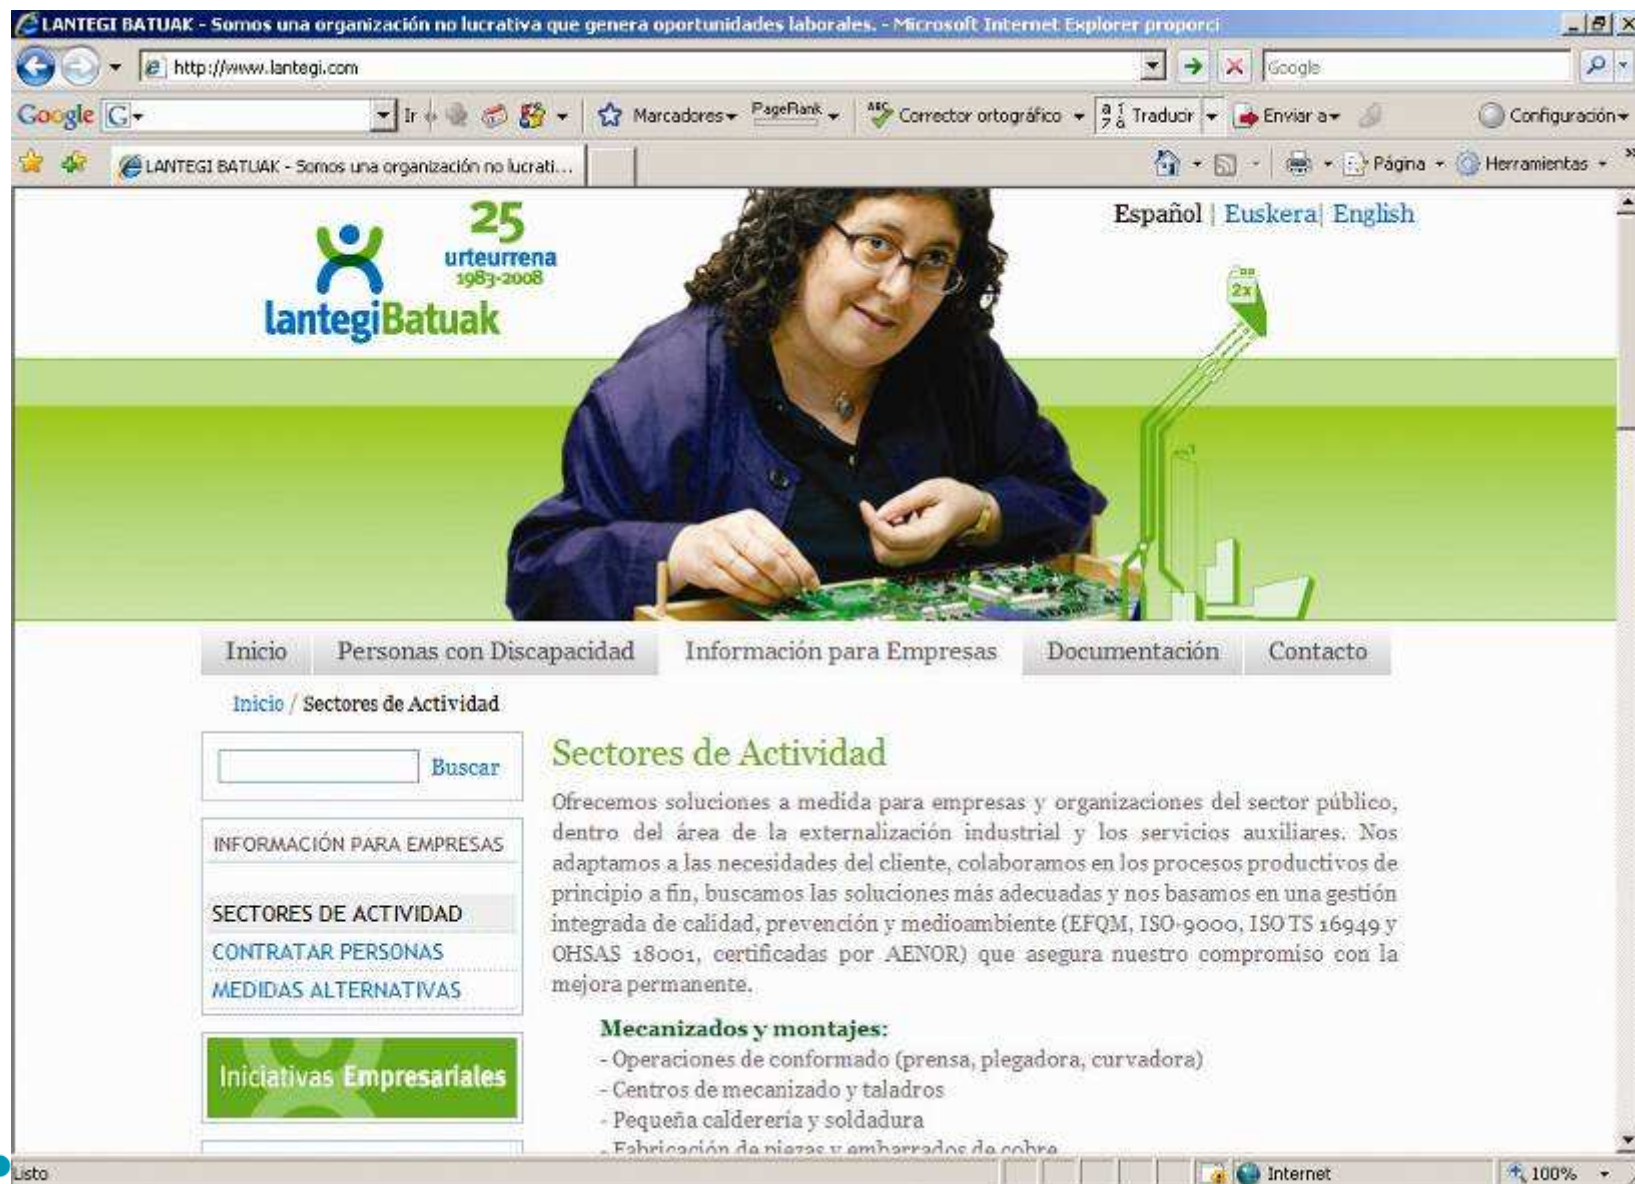 LANTEGI BATUAK - Somos una organización no lucrativa que genera oportunidades laborales. - Microsoft Internet Explorer proporci
http://www.lantegi.com
Google
Google G Ir Marcadores PageRank Corrector ortográfico Traducir Enviar a Configuración
LANTEGI BATUAK - Somos una organización no lucrati...
Página Herramientas
25
urteurrena
1983-2008
lantegiBatuak
Español | Euskera| English
2x
Inicio Personas con Discapacidad Información para Empresas Documentación Contacto
Inicio / Sectores de Actividad
Buscar
INFORMACIÓN PARA EMPRESAS
SECTORES DE ACTIVIDAD
CONTRATAR PERSONAS
MEDIDAS ALTERNATIVAS
Iniciativas Empresariales
Sectores de Actividad
Ofrecemos soluciones a medida para empresas y organizaciones del sector público,
dentro del área de la externalización industrial y los servicios auxiliares. Nos
adaptamos a las necesidades del cliente, colaboramos en los procesos productivos de
principio a fin, buscamos las soluciones más adecuadas y nos basamos en una gestión
integrada de calidad, prevención y medioambiente (EFQM, ISO-9000, ISO TS 16949 y
OHSAS 18001, certificadas por AENOR) que asegura nuestro compromiso con la
mejora permanente.
Mecanizados y montajes:
- Operaciones de conformado (prensa, plegadora, curvadora)
- Centros de mecanizado y taladros
- Pequeña calderería y soldadura
- Fabricación de piezas y embarrados de cobre
Listo
Internet
100%